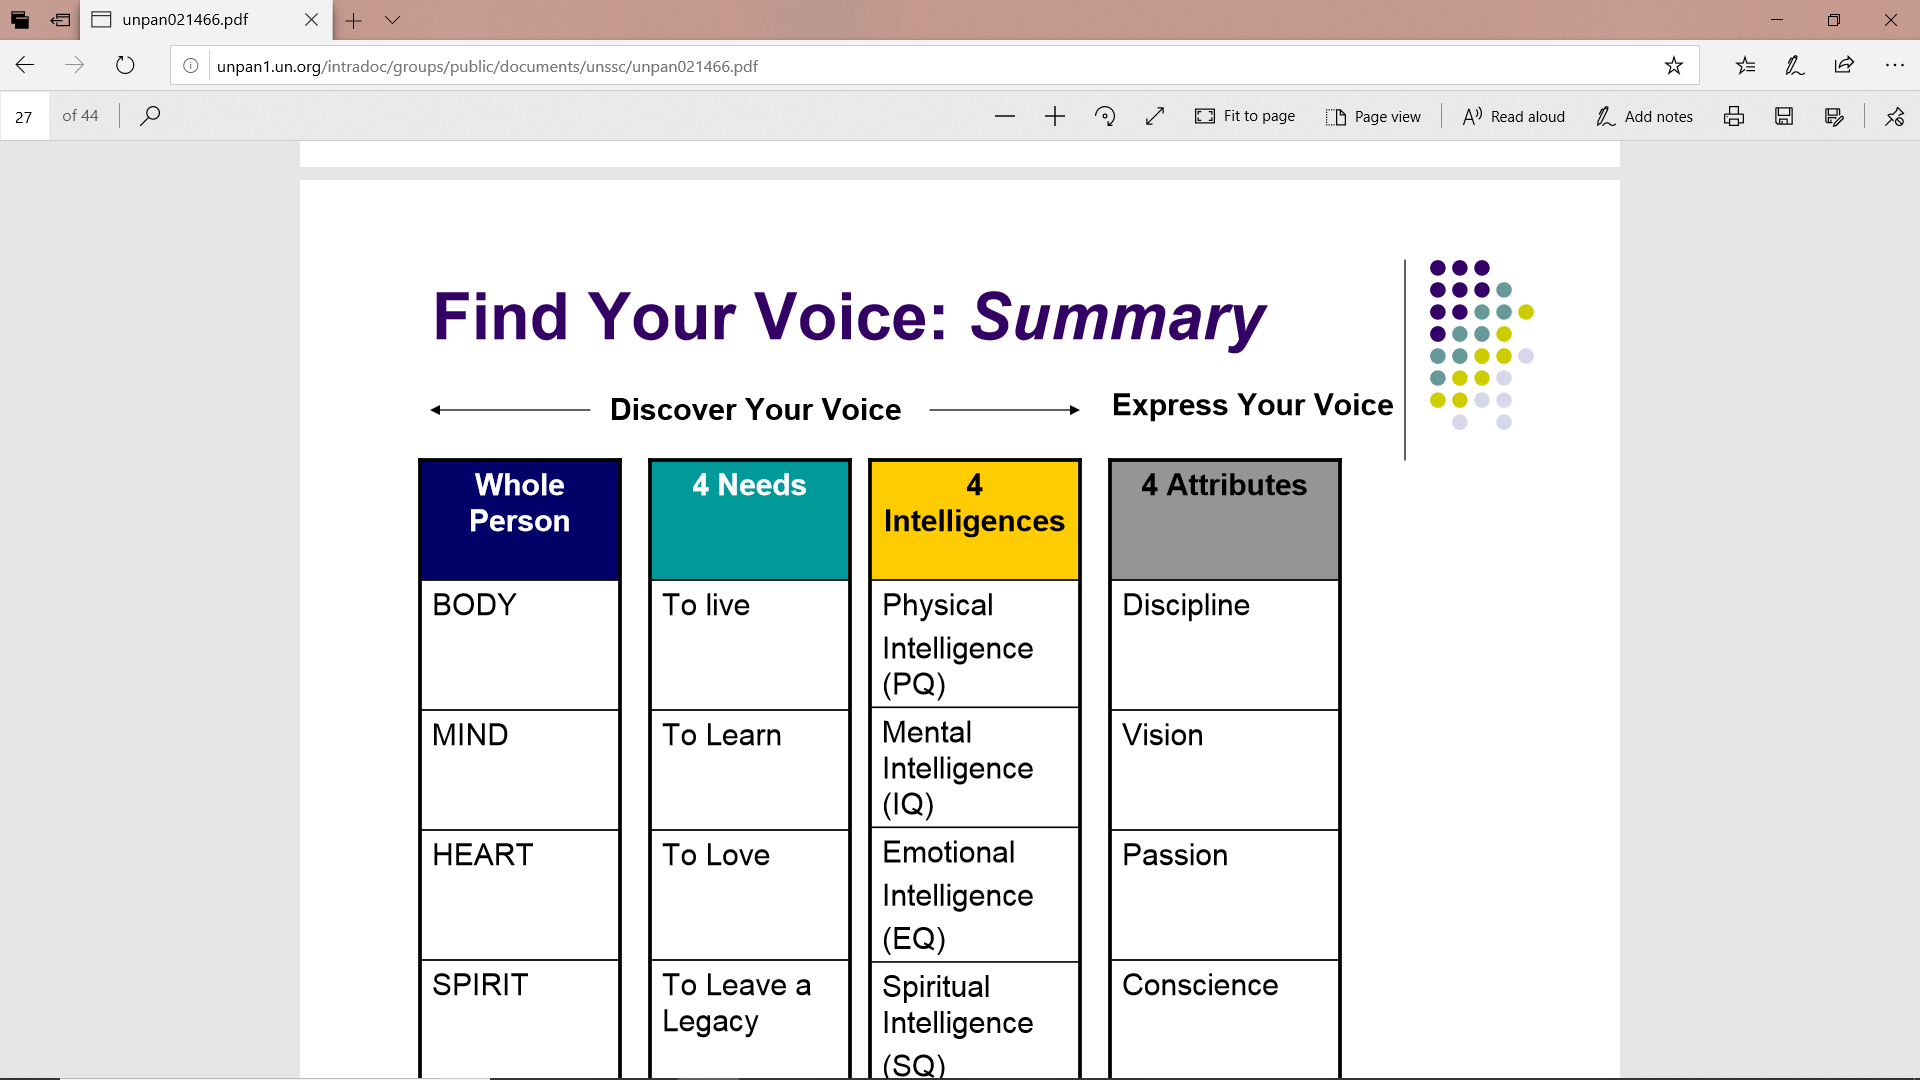 unpan021466.pdf
unpan1.un.org/intradoc/groups/public/documents/unssc/unpan021466.pdf
27 of 44
Fit to page
Page view
Read aloud
Add notes
Find Your Voice: Summary
Discover Your Voice
Express Your Voice
Whole
Person
4 Needs
4
Intelligences
4 Attributes
BODY
To live
Physical
Intelligence
(PQ)
Discipline
MIND
To Learn
Mental
Intelligence
(IQ)
Vision
HEART
To Love
Emotional
Intelligence
(EQ)
Passion
SPIRIT
To Leave a
Legacy
Spiritual
Intelligence
(SQ)
Conscience